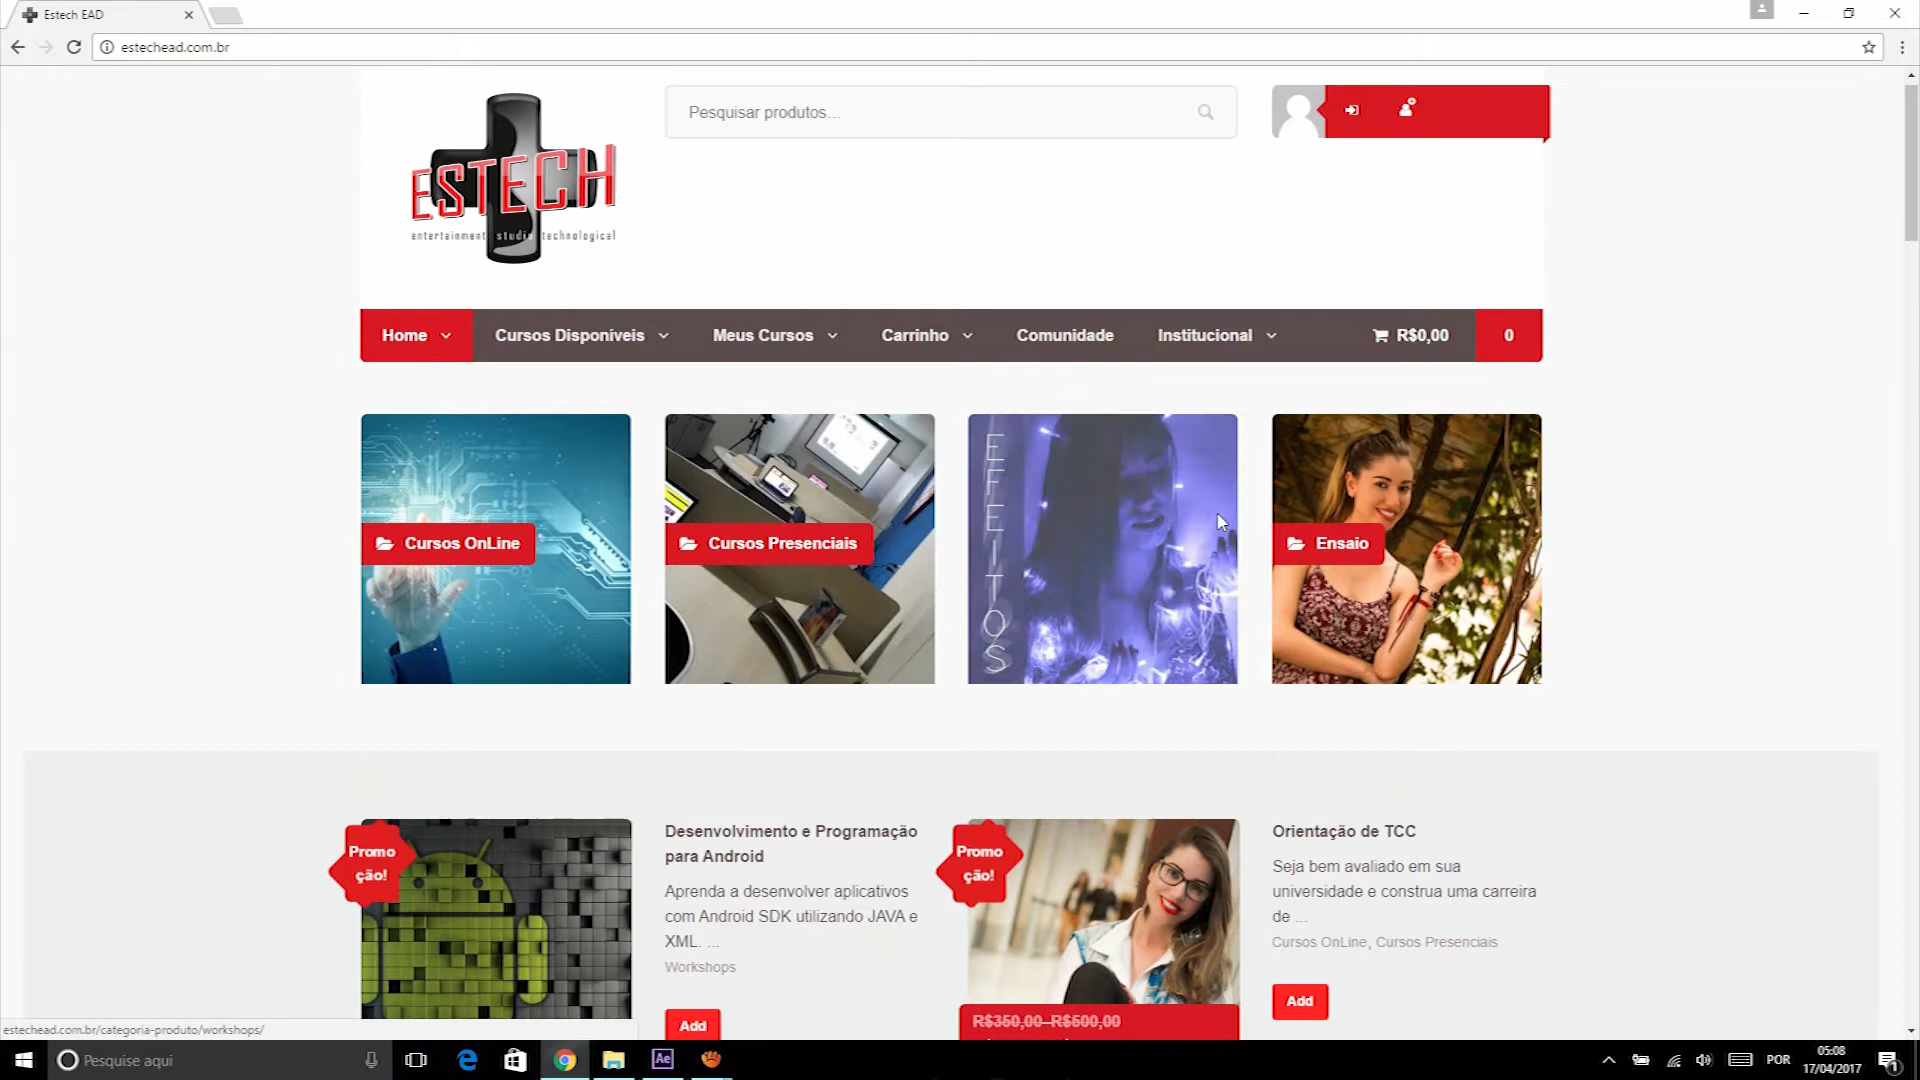 Estech EAD
estechead.com.br
Pesquisar produtos...
ESTECH
entertainment studio technological
Home
Cursos Disponíveis
Meus Cursos
Carrinho
Comunidade
Institucional
R$0,00
0
Cursos OnLine
Cursos Presenciais
EFFEITOS
Ensaio
Promo
ção!
Desenvolvimento e Programação
para Android
Aprenda a desenvolver aplicativos
com Android SDK utilizando JAVA e
XML. ...
Workshops
Add
Promo
ção!
R$350,00–R$500,00
Orientação de TCC
Seja bem avaliado em sua
universidade e construa uma carreira
de ...
Cursos OnLine, Cursos Presenciais
Add
estechead.com.br/categoria-produto/workshops/
Pesquise aqui
Ae
POR
05:08
17/04/2017
1